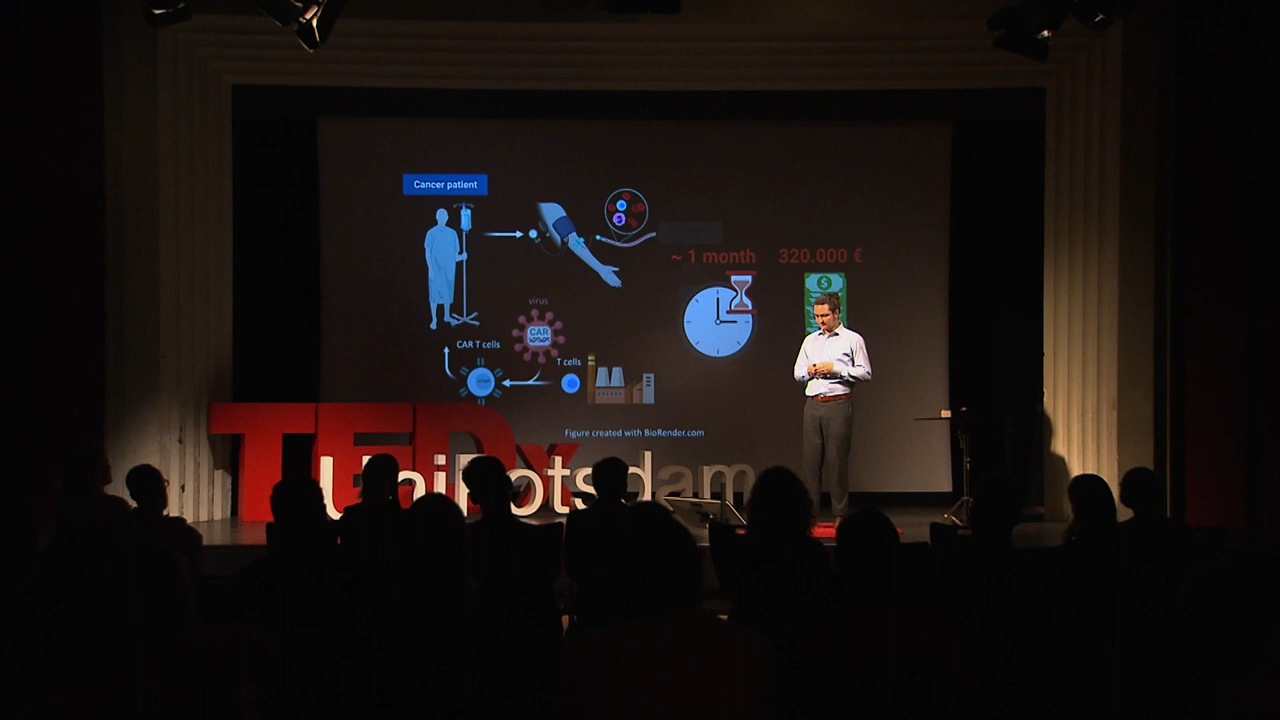 Cancer patient
~ 1 month
320.000 €
$
virus
CAR
CAR T cells
T cells
Figure created with BioRender.com
TEDx
UniPotsdam